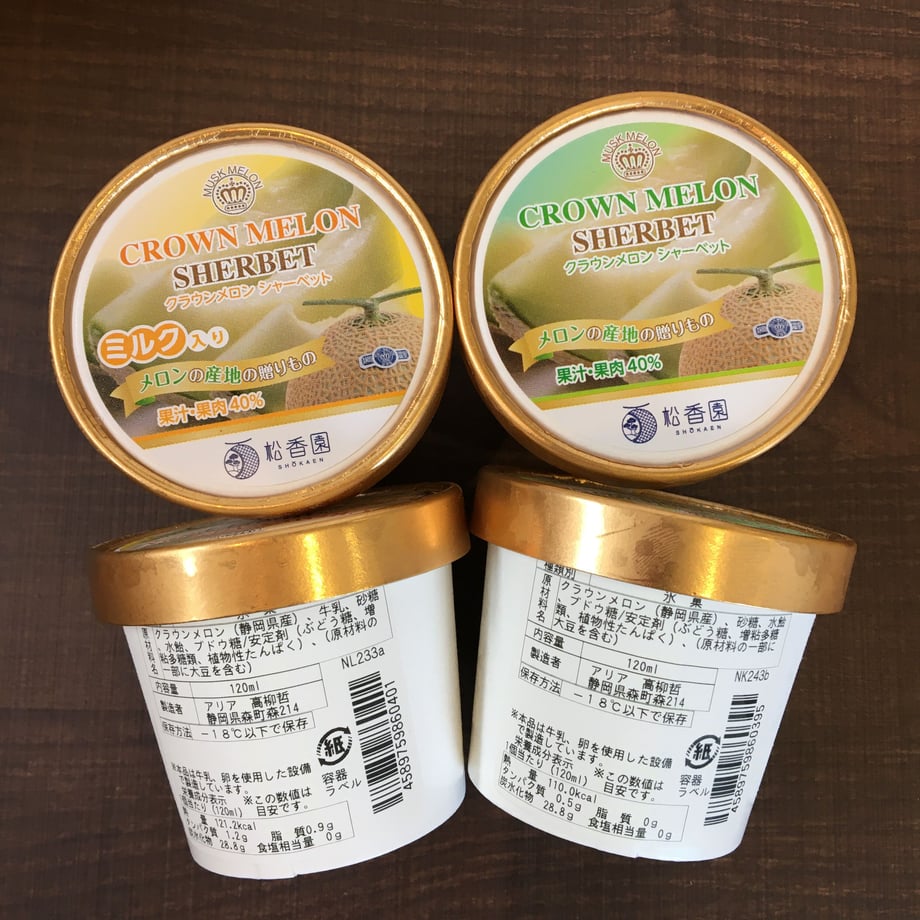 MUSK MELON
CROWN MELON
SHERBET
クラウンメロン シャーベット
ミルク入り
メロンの産地の贈りもの
果汁・果肉 40%
松香園
SHŌKAEN
MUSK MELON
CROWN MELON
SHERBET
クラウンメロン シャーベット
メロンの産地の贈りもの
果汁・果肉 40%
松香園
SHŌKAEN
氷菓
原材料名
クラウンメロン（静岡県産）、牛乳、砂糖
、水飴、ブドウ糖/安定剤（ぶどう糖、増
粘多糖類、植物性たんぱく）、（原材料の
一部に大豆を含む）
NL233a
内容量 120ml
製造者 アリア 高柳哲
静岡県森町森214
保存方法 －18℃以下で保存
※本品は牛乳、卵を使用した設備
で製造しています。
栄養成分表示 ※この数値は
個当たり(120ml) 目安です。
熱量 121.2kcal
タンパク質 1.2g 脂質 0.9g
炭水化物 28.8g 食塩相当量 0g
紙
容器
ラベル
4589759860401
種類別 氷菓
原材料名
クラウンメロン（静岡県産）、砂糖、水飴
、ブドウ糖/安定剤（ぶどう糖、増粘多糖
類、植物性たんぱく）、（原材料の一部に
大豆を含む）
NK243b
内容量 120ml
製造者 アリア 高柳哲
静岡県森町森214
保存方法 －18℃以下で保存
※本品は牛乳、卵を使用した設備
で製造しています。
栄養成分表示 ※この数値は
個当たり(120ml) 目安です。
熱量 110.0kcal
タンパク質 0.5g 脂質 0g
炭水化物 28.8g 食塩相当量 0g
紙
容器
ラベル
4589759860395